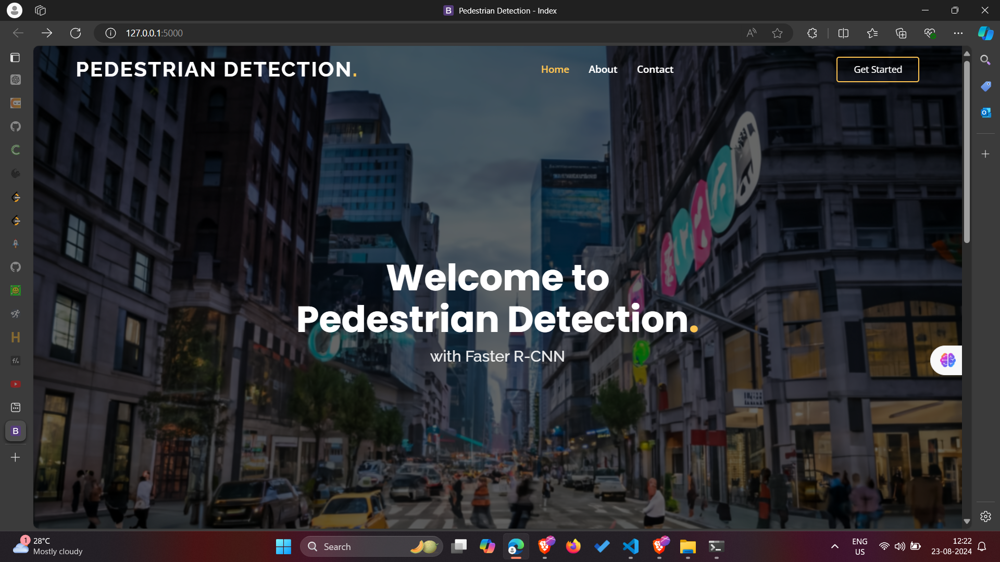 Pedestrian Detection - Index
127.0.0.1:5000
PEDESTRIAN DETECTION.
Home
About
Contact
Get Started
Welcome to
Pedestrian Detection.
with Faster R-CNN
1
28°C
Mostly cloudy
Search
ENG
US
12:22
23-08-2024